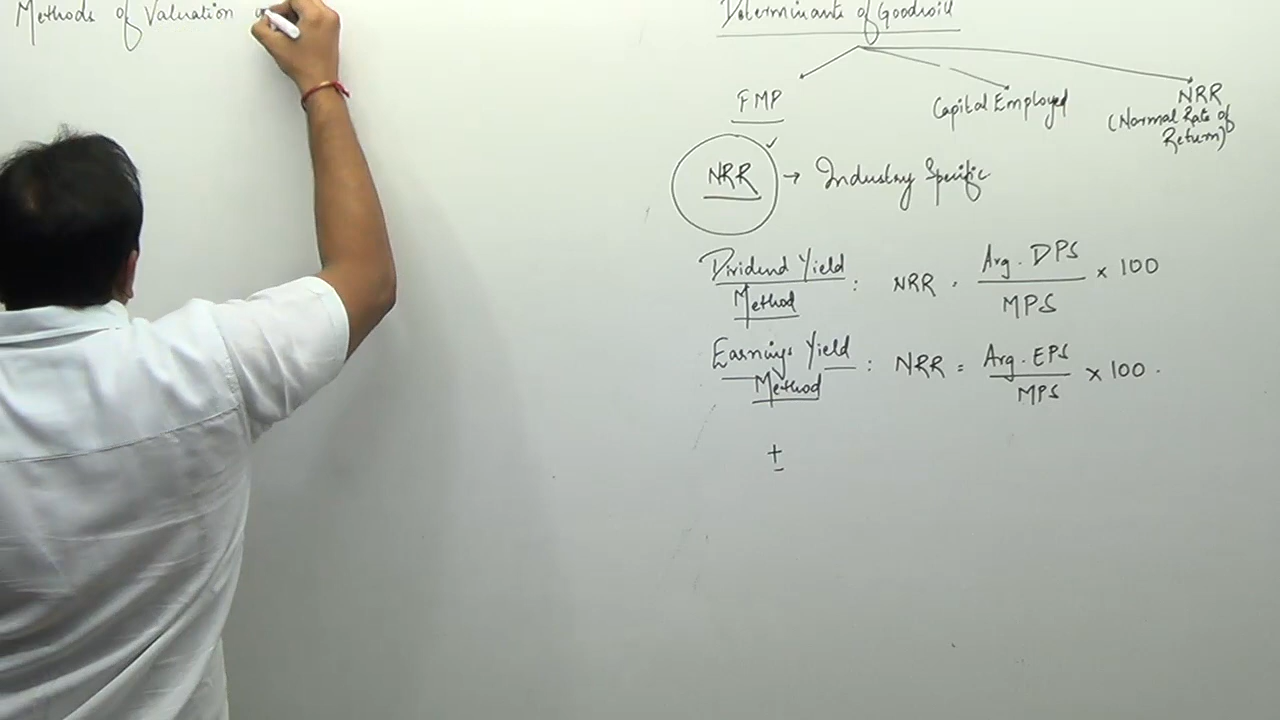 Methods of Valuation
Determinants of Goodwill
FMP
Capital Employed
NRR
(Normal Rate of
Return)
NRR → Industry Specific
Dividend Yield
Method : NRR = Avg. DPS / MPS × 100
Earnings Yield
Method : NRR = Avg. EPS / MPS × 100.
±